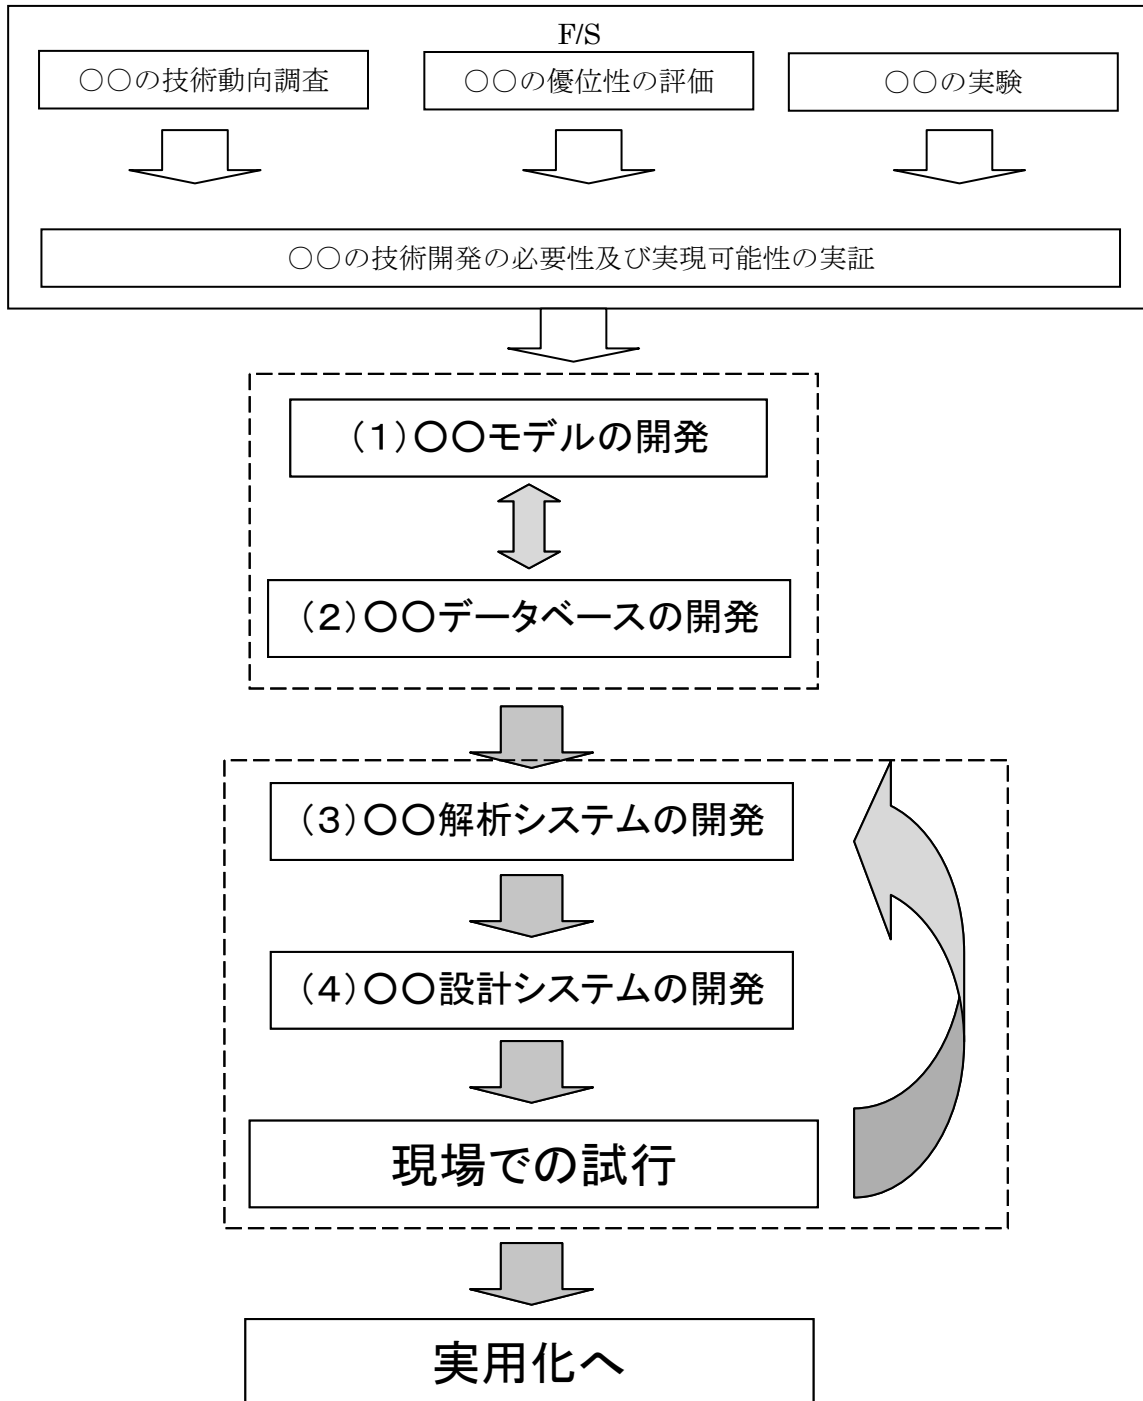 F/S
○○の技術動向調査
○○の優位性の評価
○○の実験
○○の技術開発の必要性及び実現可能性の実証
（１）○○モデルの開発
（２）○○データベースの開発
（３）○○解析システムの開発
（４）○○設計システムの開発
現場での試行
実用化へ